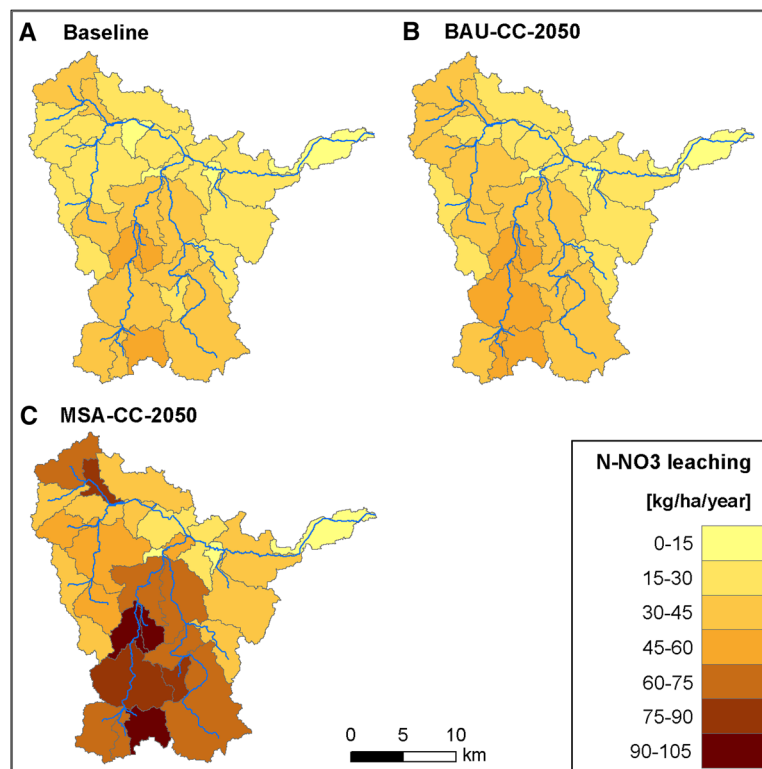 A Baseline
B BAU-CC-2050
C MSA-CC-2050
N-NO3 leaching
[kg/ha/year]
0-15
15-30
30-45
45-60
60-75
75-90
90-105
0 5 10
km